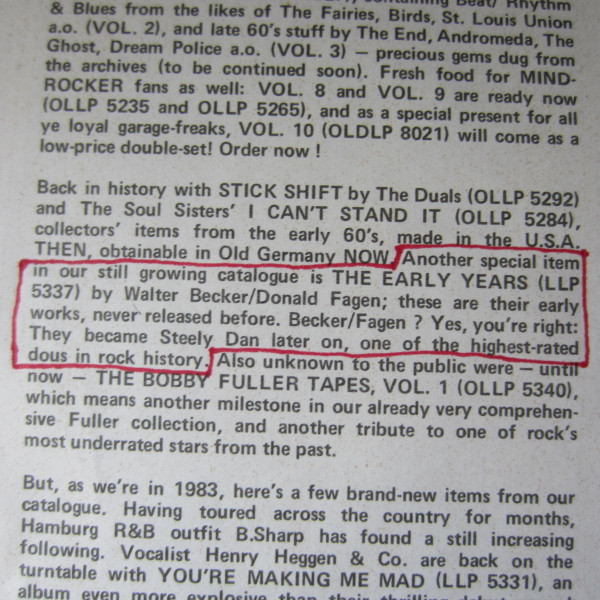 & Blues from the likes of The Fairies, Birds, St. Louis Union
a.o. (VOL. 2), and late 60's stuff by The End, Andromeda, The
Ghost, Dream Police a.o. (VOL. 3) — precious gems dug from
the archives (to be continued soon). Fresh food for MIND-
ROCKER fans as well: VOL. 8 and VOL. 9 are ready now
(OLLP 5235 and OLLP 5265), and as a special present for all
ye loyal garage-freaks, VOL. 10 (OLDLP 8021) will come as a
low-price double-set! Order now !
Back in history with STICK SHIFT by The Duals (OLLP 5292)
and The Soul Sisters' I CAN'T STAND IT (OLLP 5284),
collectors' items from the early 60's, made in the U.S.A.
THEN, obtainable in Old Germany NOW. Another special item
in our still growing catalogue is THE EARLY YEARS (LLP
5337) by Walter Becker/Donald Fagen; these are their early
works, never released before. Becker/Fagen ? Yes, you're right:
They became Steely Dan later on, one of the highest-rated
dous in rock history. Also unknown to the public were — until
now — THE BOBBY FULLER TAPES, VOL. 1 (OLLP 5340),
which means another milestone in our already very comprehen-
sive Fuller collection, and another tribute to one of rock's
most underrated stars from the past.
But, as we're in 1983, here's a few brand-new items from our
catalogue. Having toured across the country for months,
Hamburg R&B outfit B.Sharp has found a still increasing
following. Vocalist Henry Heggen & Co. are back on the
turntable with YOU'RE MAKING ME MAD (LLP 5331), an
album even more explosive than their